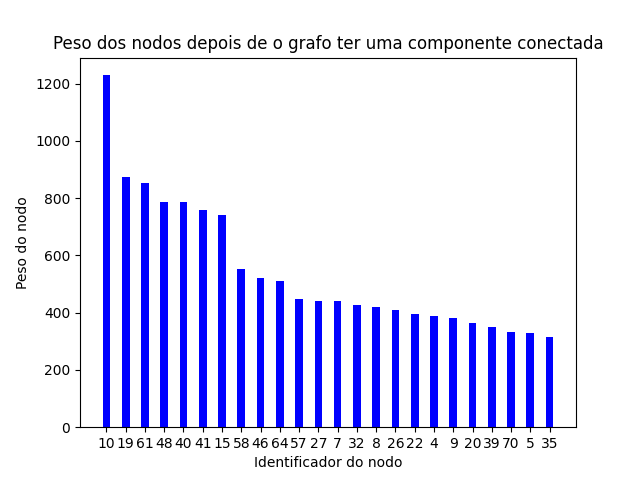 Peso dos nodos depois de o grafo ter uma componente conectada
1200
1000
800
600
400
200
0
Peso do nodo
10 19 61 48 40 41 15 58 46 64 57 27 7 32 8 26 22 4 9 20 39 70 5 35
Identificador do nodo